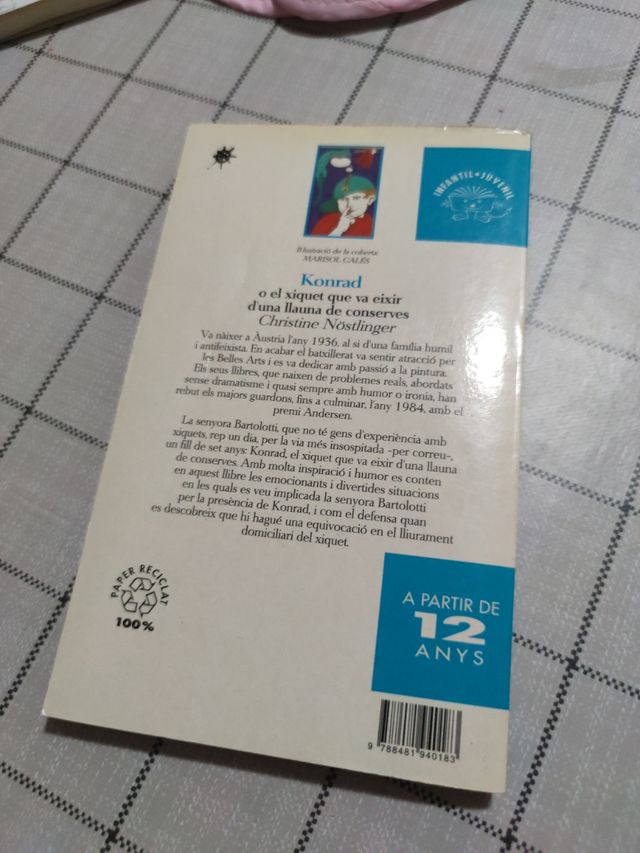 INFANTIL•JUVENIL
Il·lustració de la coberta:
MARISOL CALÉS
Konrad
o el xiquet que va eixir
d'una llauna de conserves
Christine Nöstlinger
Va nàixer a Àustria l'any 1936, al si d'una família humil
i antifeixista. En acabar el batxillerat va sentir atracció per
les Belles Arts i es va dedicar amb passió a la pintura.
Els seus llibres, que naixen de problemes reals, abordats
sense dramatisme i quasi sempre amb humor o ironia, han
rebut els majors guardons, fins a culminar, l'any 1984, amb el
premi Andersen.
La senyora Bartolotti, que no té gens d'experiència amb
xiquets, rep un dia, per la via més insospitada -per correu-,
un fill de set anys: Konrad, el xiquet que va eixir d'una llauna
de conserves. Amb molta inspiració i humor es conten
en aquest llibre les emocionants i divertides situacions
en les quals es veu implicada la senyora Bartolotti
per la presència de Konrad, i com el defensa quan
es descobreix que hi hagué una equivocació en el lliurament
domiciliari del xiquet.
PAPER RECICLAT
100%
A PARTIR DE
12
ANYS
9 788481 940183